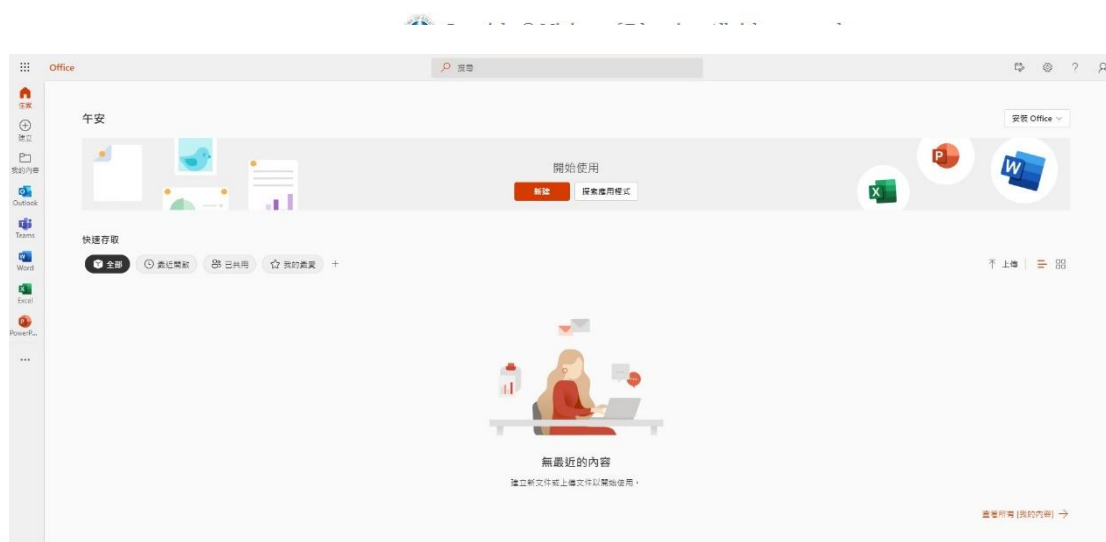 Office
搜尋
住家
建立
我的內容
Outlook
Teams
Word
Excel
PowerP...
午安
安裝 Office
開始使用
新建
探索應用程式
快速存取
全部
最近開啟
已共用
我的最愛
上傳
無最近的內容
建立新文件或上傳文件以開始使用。
查看所有 [我的內容]